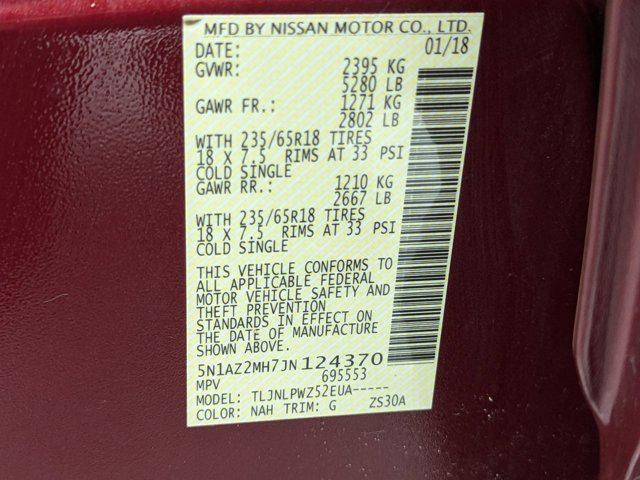 MFD BY NISSAN MOTOR CO., LTD.
DATE: 01/18
GVWR: 2395 KG
5280 LB
GAWR FR.: 1271 KG
2802 LB
WITH 235/65R18 TIRES
18 X 7.5 RIMS AT 33 PSI
COLD SINGLE
GAWR RR.: 1210 KG
2667 LB
WITH 235/65R18 TIRES
18 X 7.5 RIMS AT 33 PSI
COLD SINGLE
THIS VEHICLE CONFORMS TO
ALL APPLICABLE FEDERAL
MOTOR VEHICLE SAFETY AND
THEFT PREVENTION
STANDARDS IN EFFECT ON
THE DATE OF MANUFACTURE
SHOWN ABOVE.
5N1AZ2MH7JN124370
MPV 695553
MODEL: TLJNLPWZ52EUA-----
COLOR: NAH TRIM: G ZS30A